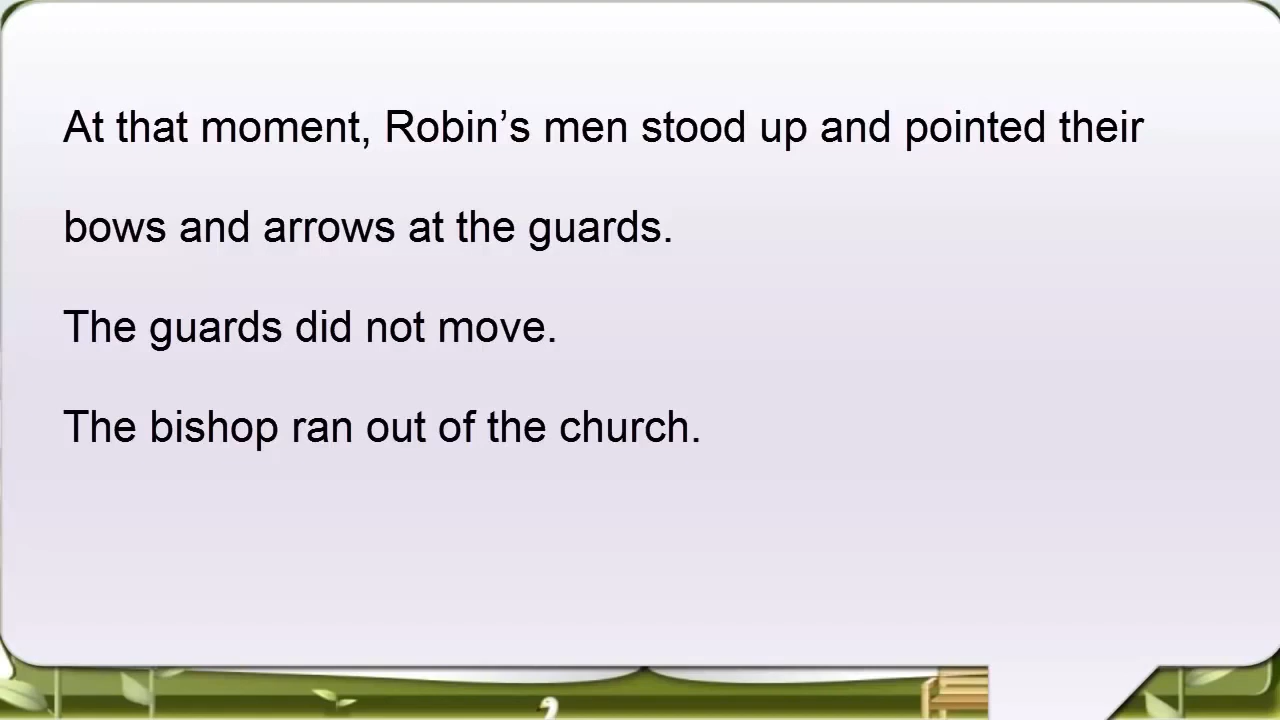 At that moment, Robin’s men stood up and pointed their
bows and arrows at the guards.
The guards did not move.
The bishop ran out of the church.